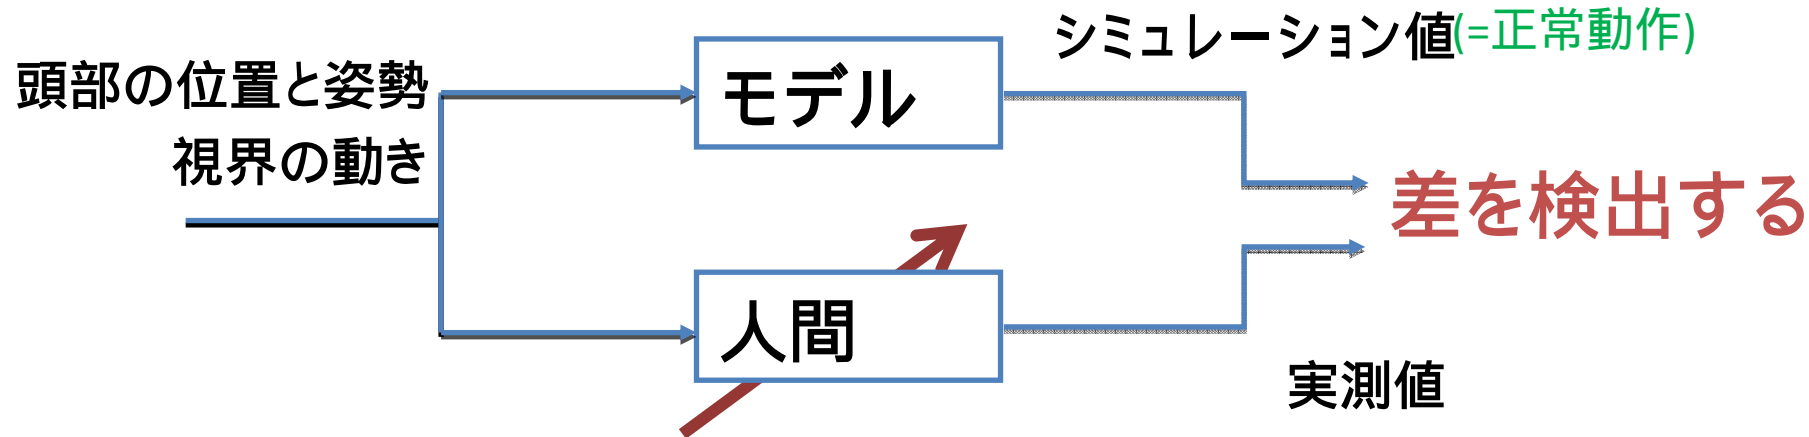 シミュレーション値(=正常動作)
頭部の位置と姿勢
視界の動き
モデル
差を検出する
人間
実測値